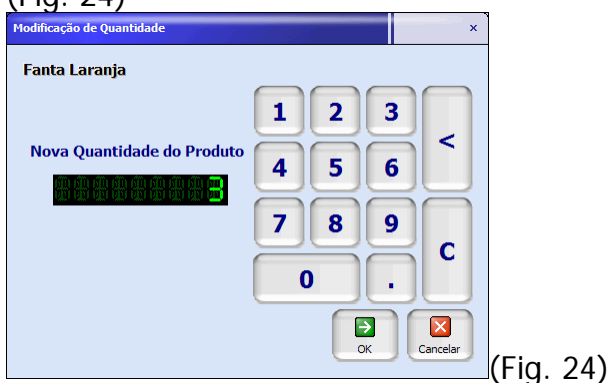 (Fig. 24)
Modificação de Quantidade ×
Fanta Laranja
1 2 3 <
Nova Quantidade do Produto
4 5 6
3
7 8 9
C
0 .
OK Cancelar
(Fig. 24)